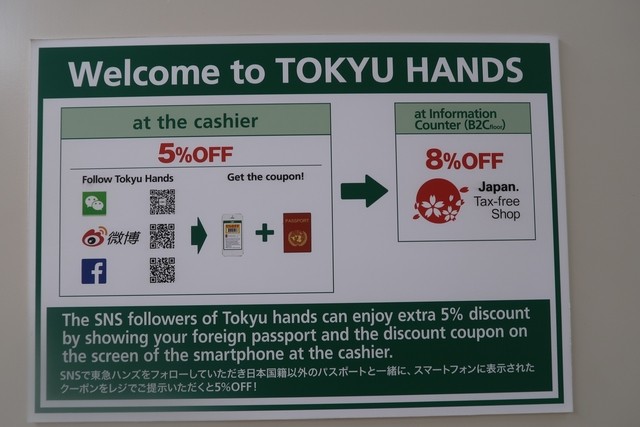 Welcome to TOKYU HANDS
at the cashier
5%OFF
Follow Tokyu Hands
Get the coupon!
微博
PASSPORT
at Information
Counter (B2C floor)
8%OFF
Japan.
Tax-free
Shop
The SNS followers of Tokyu hands can enjoy extra 5% discount
by showing your foreign passport and the discount coupon on
the screen of the smartphone at the cashier.
SNSで東急ハンズをフォローしていただき日本国籍以外のパスポートと一緒に、スマートフォンに表示された
クーポンをレジでご提示いただくと5%OFF!